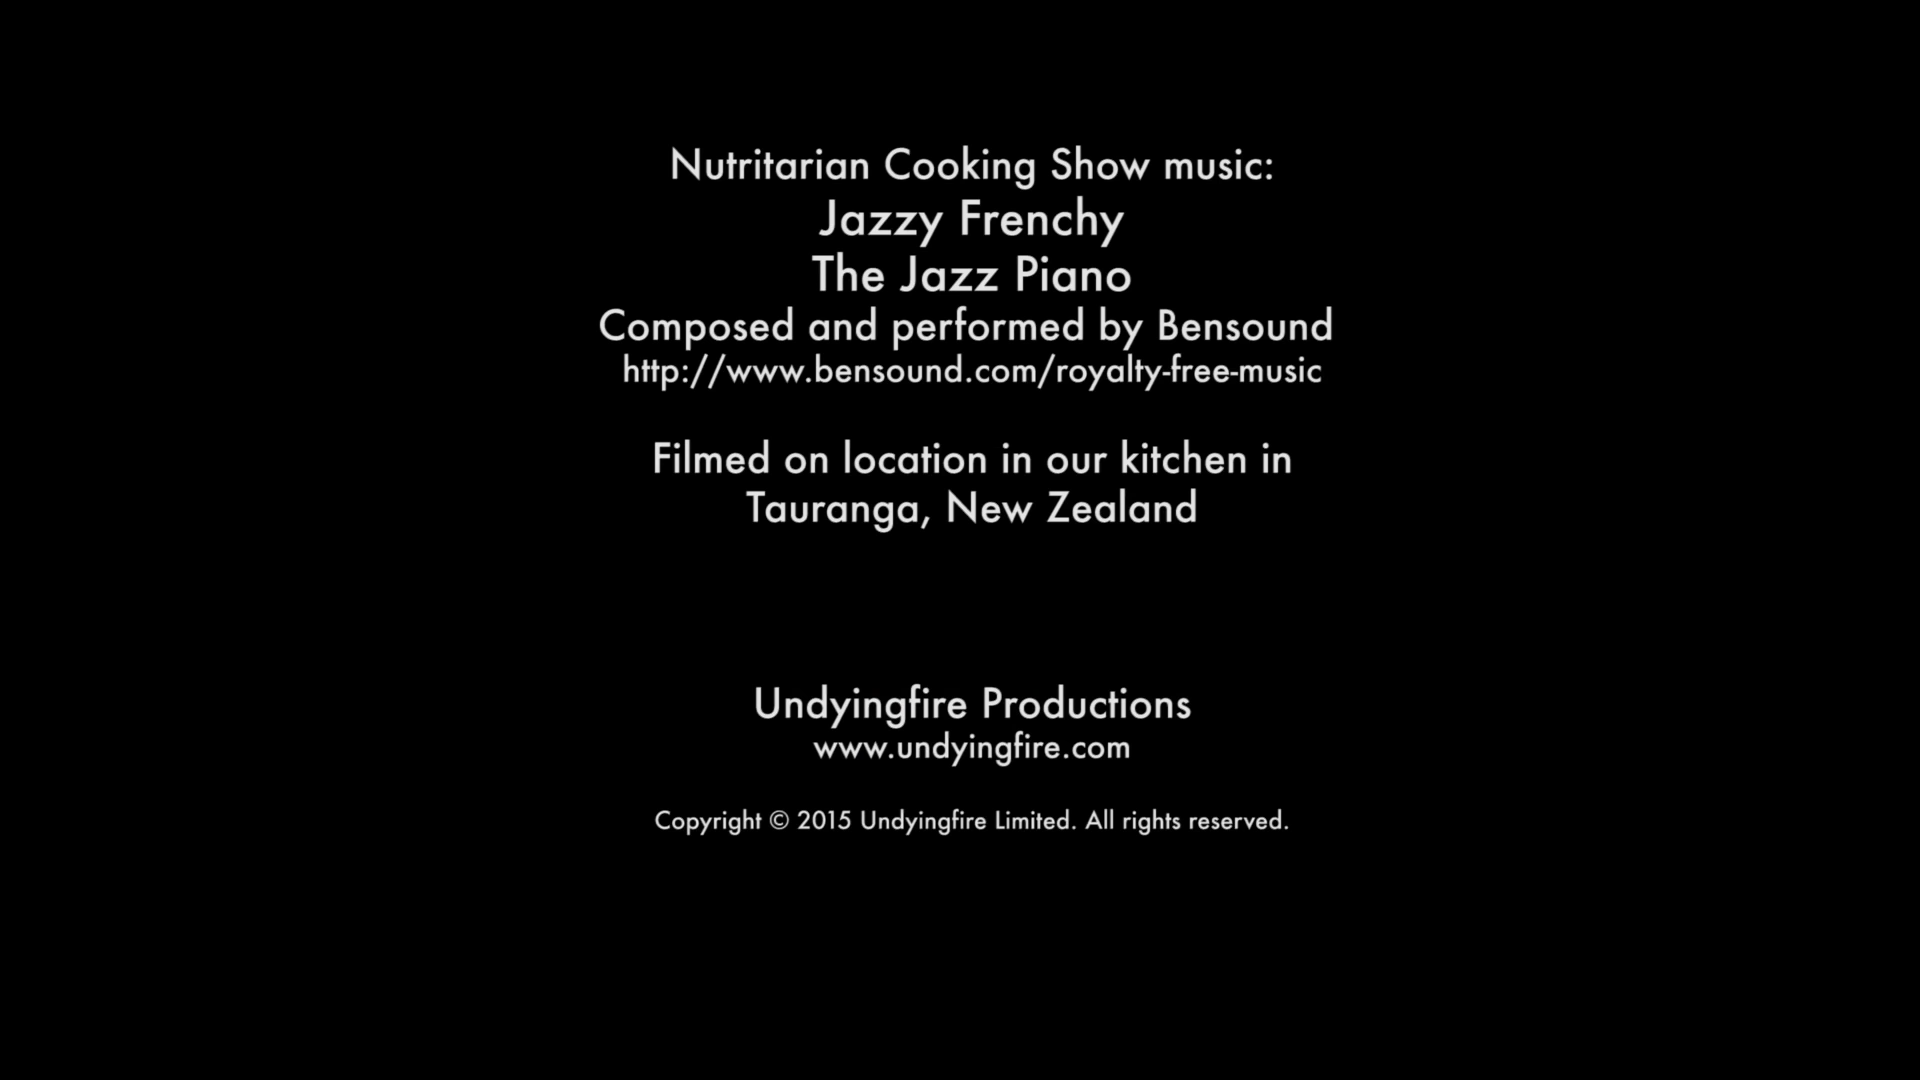 Nutritarian Cooking Show music:
Jazzy Frenchy
The Jazz Piano
Composed and performed by Bensound
http://www.bensound.com/royalty-free-music
Filmed on location in our kitchen in
Tauranga, New Zealand
Undyingfire Productions
www.undyingfire.com
Copyright © 2015 Undyingfire Limited. All rights reserved.